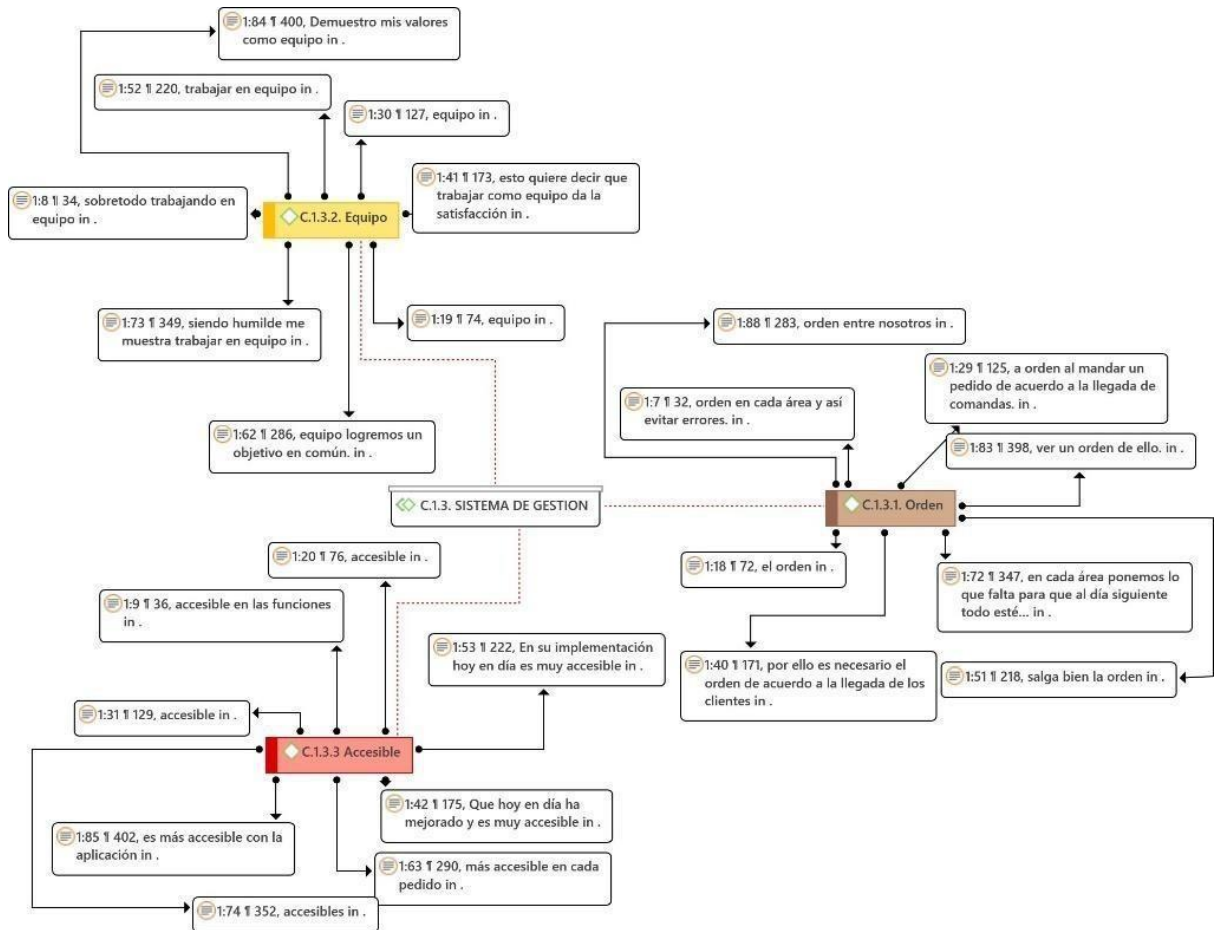 1:84 ¶ 400, Demuestro mis valores
como equipo in .
1:52 ¶ 220, trabajar en equipo in .
1:30 ¶ 127, equipo in .
1:41 ¶ 173, esto quiere decir que
trabajar como equipo da la
satisfacción in .
1:8 ¶ 34, sobretodo trabajando en
equipo in .
C.1.3.2. Equipo
1:73 ¶ 349, siendo humilde me
muestra trabajar en equipo in .
1:19 ¶ 74, equipo in .
1:62 ¶ 286, equipo logremos un
objetivo en común. in .
1:88 ¶ 283, orden entre nosotros in .
1:29 ¶ 125, a orden al mandar un
pedido de acuerdo a la llegada de
comandas. in .
1:7 ¶ 32, orden en cada área y así
evitar errores. in .
1:83 ¶ 398, ver un orden de ello. in .
C.1.3. SISTEMA DE GESTION
C.1.3.1. Orden
1:18 ¶ 72, el orden in .
1:72 ¶ 347, en cada área ponemos lo
que falta para que al día siguiente
todo esté... in .
1:40 ¶ 171, por ello es necesario el
orden de acuerdo a la llegada de los
clientes in .
1:51 ¶ 218, salga bien la orden in .
1:20 ¶ 76, accesible in .
1:9 ¶ 36, accesible en las funciones
in .
1:53 ¶ 222, En su implementación
hoy en día es muy accesible in .
1:31 ¶ 129, accesible in .
C.1.3.3 Accesible
1:42 ¶ 175, Que hoy en día ha
mejorado y es muy accesible in .
1:85 ¶ 402, es más accesible con la
aplicación in .
1:63 ¶ 290, más accesible en cada
pedido in .
1:74 ¶ 352, accesibles in .